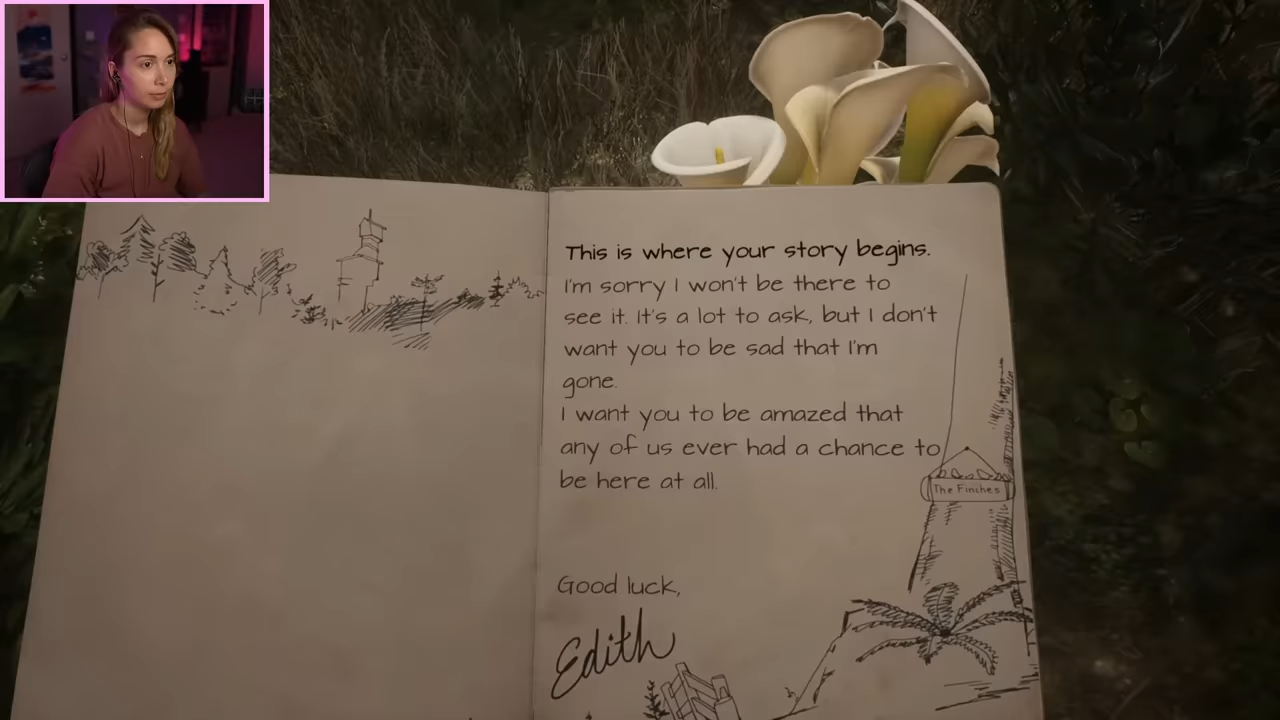 This is where your story begins.
I'm sorry I won't be there to
see it. It's a lot to ask, but I don't
want you to be sad that I'm
gone.
I want you to be amazed that
any of us ever had a chance to
be here at all.
The Finches
Good luck,
Edith